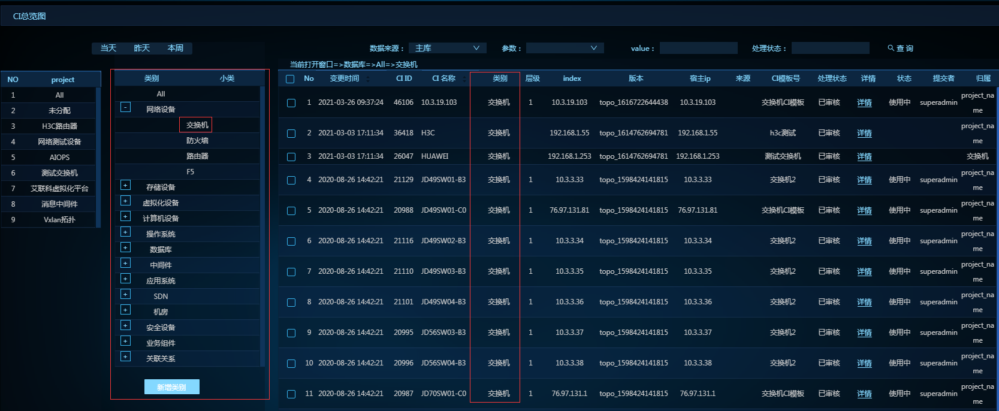 CI总览图
当天 昨天 本周 数据来源： 主库 参数： value： 处理状态： 查 询
当前打开窗口=>数据库=>All=>交换机
NO project
1 All
2 未分配
3 H3C路由器
4 网络测试设备
5 AIOPS
6 测试交换机
7 艾联科虚拟化平台
8 消息中间件
9 Vxlan拓扑
类别 小类
All
- 网络设备
交换机
防火墙
路由器
F5
+ 存储设备
+ 虚拟化设备
+ 计算机设备
+ 操作系统
+ 数据库
+ 中间件
+ 应用系统
+ SDN
+ 机房
+ 安全设备
+ 业务组件
+ 关联关系
新增类别
No 变更时间 CI ID CI 名称 类别 层级 index 版本 宿主ip 来源 CI模板号 处理状态 详情 状态 提交者 归属
1 2021-03-26 09:37:24 46106 10.3.19.103 交换机 1 10.3.19.103 topo_1616722644438 10.3.19.103 交换机CI模板 已审核 详情 使用中 superadmin project_na
me
2 2021-03-03 17:11:34 36418 H3C 交换机 192.168.1.55 topo_1614762694781 192.168.1.55 h3c测试 已审核 详情 project_na
me
3 2021-03-03 17:11:34 26047 HUAWEI 交换机 192.168.1.253 topo_1614762694781 192.168.1.253 测试交换机 已审核 详情 交换机
4 2020-08-26 14:42:21 21129 JD49SW01-B3 交换机 1 10.3.3.33 topo_1598424141815 10.3.3.33 交换机2 已审核 详情 使用中 superadmin project_na
me
5 2020-08-26 14:42:21 20988 JD49SW01-C0 交换机 1 76.97.131.81 topo_1598424141815 76.97.131.81 交换机CI模板 已审核 详情 使用中 superadmin project_na
me
6 2020-08-26 14:42:21 21116 JD49SW02-B3 交换机 1 10.3.3.34 topo_1598424141815 10.3.3.34 交换机2 已审核 详情 使用中 superadmin project_na
me
7 2020-08-26 14:42:21 21110 JD49SW03-B3 交换机 1 10.3.3.35 topo_1598424141815 10.3.3.35 交换机2 已审核 详情 使用中 superadmin project_na
me
8 2020-08-26 14:42:21 21101 JD49SW04-B3 交换机 1 10.3.3.36 topo_1598424141815 10.3.3.36 交换机2 已审核 详情 使用中 superadmin project_na
me
9 2020-08-26 14:42:21 20995 JD56SW03-B3 交换机 1 10.3.3.37 topo_1598424141815 10.3.3.37 交换机2 已审核 详情 使用中 superadmin project_na
me
10 2020-08-26 14:42:21 20996 JD56SW04-B3 交换机 1 10.3.3.38 topo_1598424141815 10.3.3.38 交换机2 已审核 详情 使用中 superadmin project_na
me
11 2020-08-26 14:42:21 20987 JD70SW01-C0 交换机 1 76.97.131.1 topo_1598424141815 76.97.131.1 交换机CI模板 已审核 详情 使用中 superadmin project_na
me